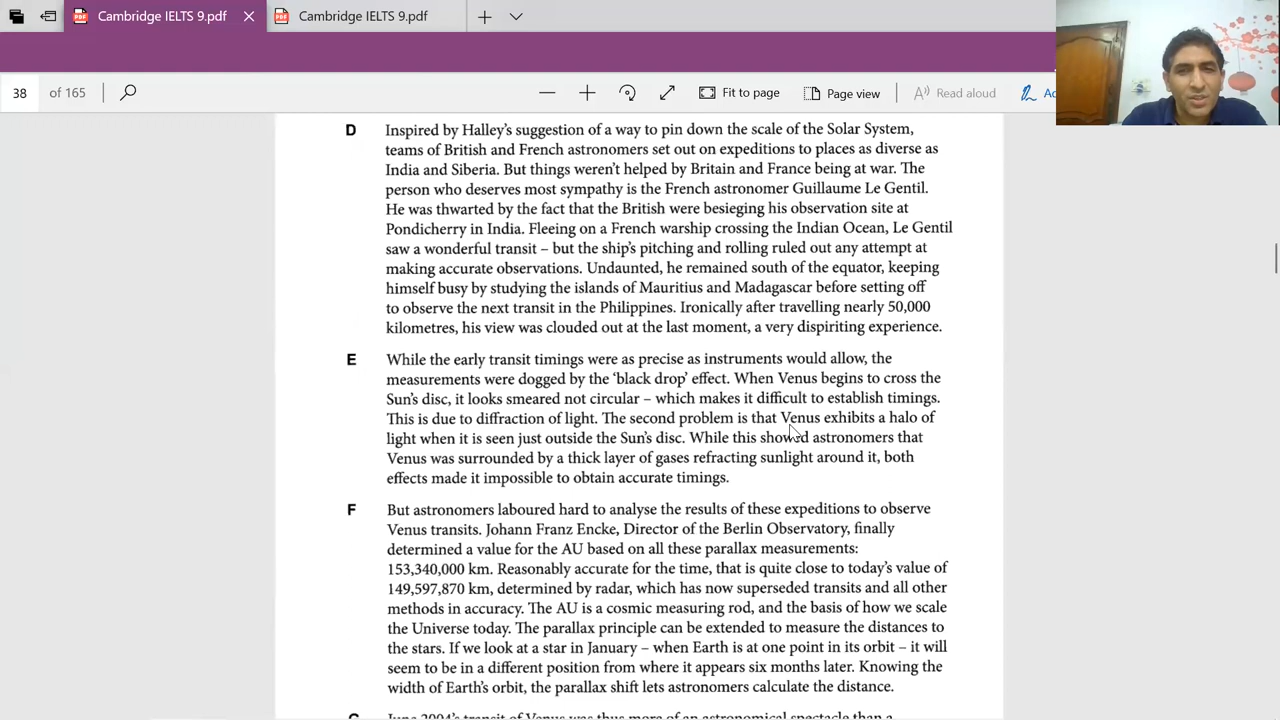 Cambridge IELTS 9.pdf
Cambridge IELTS 9.pdf
38 of 165
Fit to page
Page view
Read aloud
D Inspired by Halley's suggestion of a way to pin down the scale of the Solar System,
teams of British and French astronomers set out on expeditions to places as diverse as
India and Siberia. But things weren't helped by Britain and France being at war. The
person who deserves most sympathy is the French astronomer Guillaume Le Gentil.
He was thwarted by the fact that the British were besieging his observation site at
Pondicherry in India. Fleeing on a French warship crossing the Indian Ocean, Le Gentil
saw a wonderful transit – but the ship's pitching and rolling ruled out any attempt at
making accurate observations. Undaunted, he remained south of the equator, keeping
himself busy by studying the islands of Mauritius and Madagascar before setting off
to observe the next transit in the Philippines. Ironically after travelling nearly 50,000
kilometres, his view was clouded out at the last moment, a very dispiriting experience.
E While the early transit timings were as precise as instruments would allow, the
measurements were dogged by the 'black drop' effect. When Venus begins to cross the
Sun's disc, it looks smeared not circular – which makes it difficult to establish timings.
This is due to diffraction of light. The second problem is that Venus exhibits a halo of
light when it is seen just outside the Sun's disc. While this showed astronomers that
Venus was surrounded by a thick layer of gases refracting sunlight around it, both
effects made it impossible to obtain accurate timings.
F But astronomers laboured hard to analyse the results of these expeditions to observe
Venus transits. Johann Franz Encke, Director of the Berlin Observatory, finally
determined a value for the AU based on all these parallax measurements:
153,340,000 km. Reasonably accurate for the time, that is quite close to today's value of
149,597,870 km, determined by radar, which has now superseded transits and all other
methods in accuracy. The AU is a cosmic measuring rod, and the basis of how we scale
the Universe today. The parallax principle can be extended to measure the distances to
the stars. If we look at a star in January – when Earth is at one point in its orbit – it will
seem to be in a different position from where it appears six months later. Knowing the
width of Earth's orbit, the parallax shift lets astronomers calculate the distance.
June 2004's transit of Venus was thus more of an astronomical spectacle than a